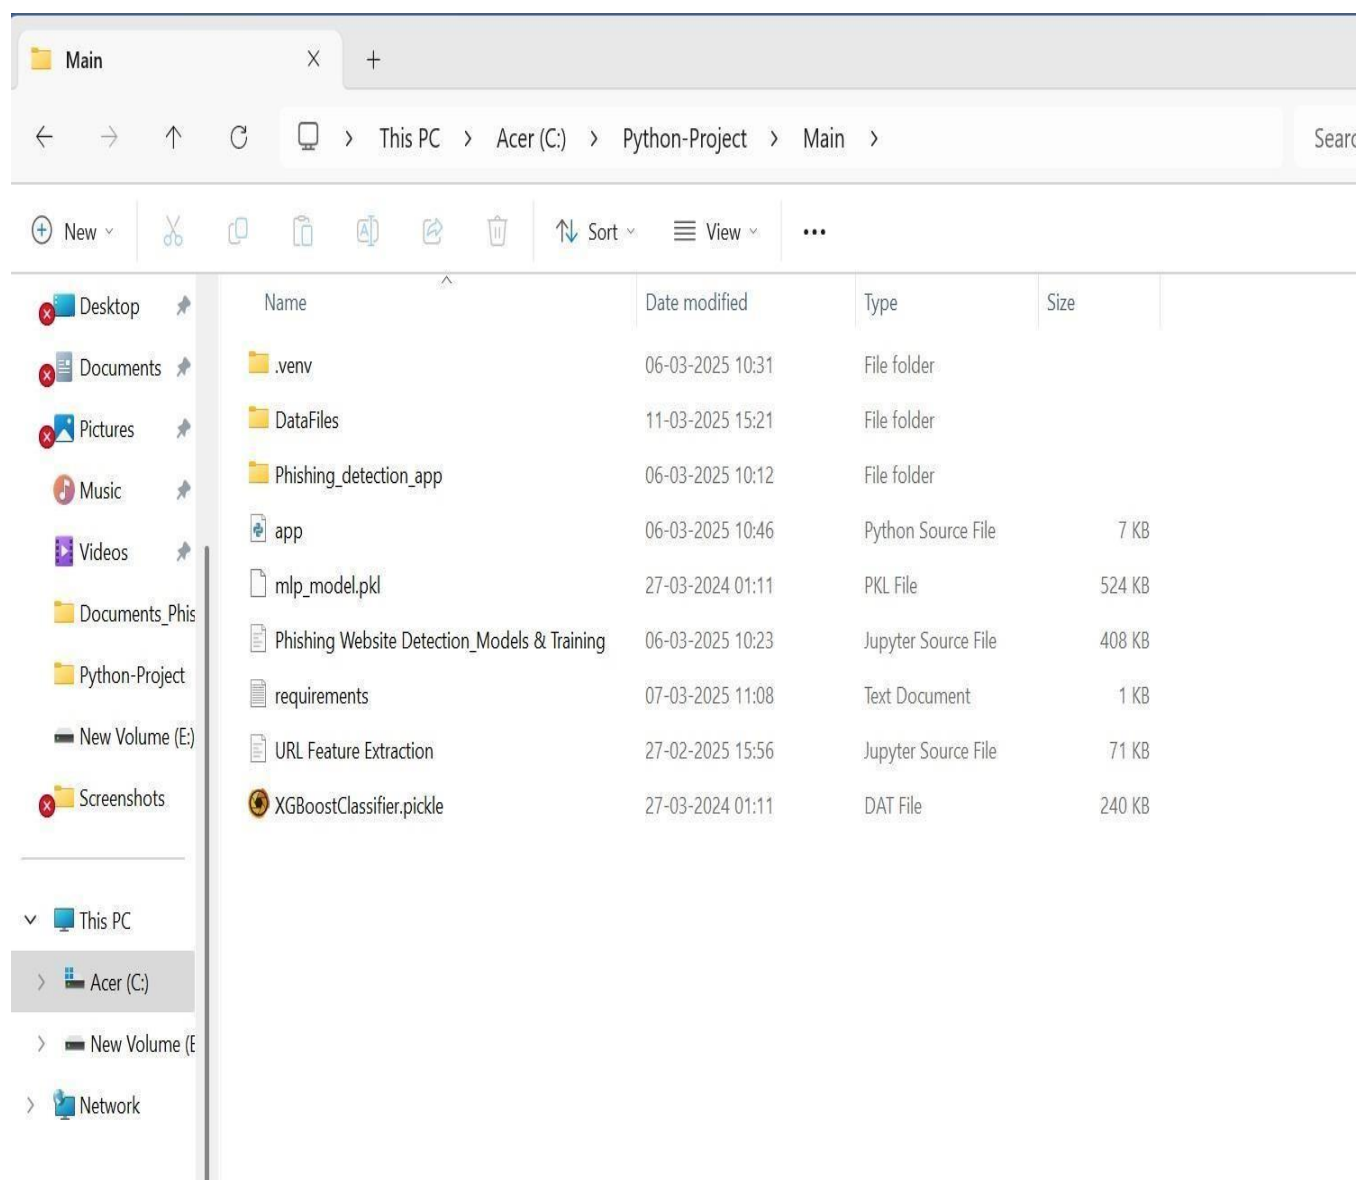 Main
This PC > Acer (C:) > Python-Project > Main >
New Sort View
Name Date modified Type Size
Desktop
Documents
Pictures
Music
Videos
Documents_Phis
Python-Project
New Volume (E:)
Screenshots
This PC
Acer (C:)
New Volume (E
Network
.venv 06-03-2025 10:31 File folder
DataFiles 11-03-2025 15:21 File folder
Phishing_detection_app 06-03-2025 10:12 File folder
app 06-03-2025 10:46 Python Source File 7 KB
mlp_model.pkl 27-03-2024 01:11 PKL File 524 KB
Phishing Website Detection_Models & Training 06-03-2025 10:23 Jupyter Source File 408 KB
requirements 07-03-2025 11:08 Text Document 1 KB
URL Feature Extraction 27-02-2025 15:56 Jupyter Source File 71 KB
XGBoostClassifier.pickle 27-03-2024 01:11 DAT File 240 KB